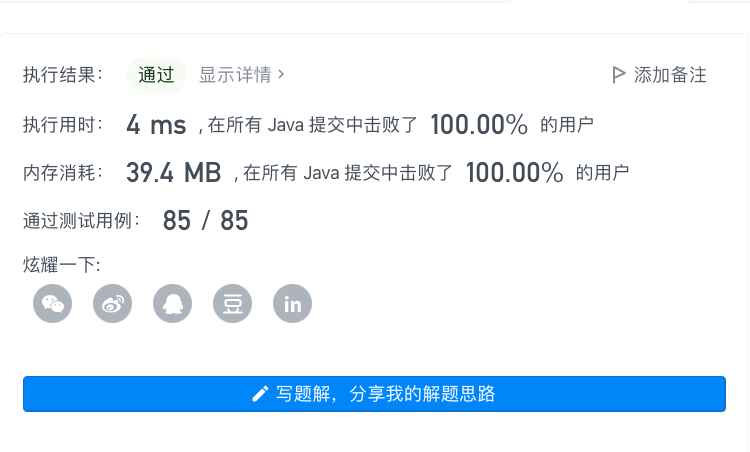 执行结果： 通过 显示详情 > 添加备注
执行用时： 4 ms , 在所有 Java 提交中击败了 100.00% 的用户
内存消耗： 39.4 MB , 在所有 Java 提交中击败了 100.00% 的用户
通过测试用例： 85 / 85
炫耀一下:
豆 in
写题解，分享我的解题思路